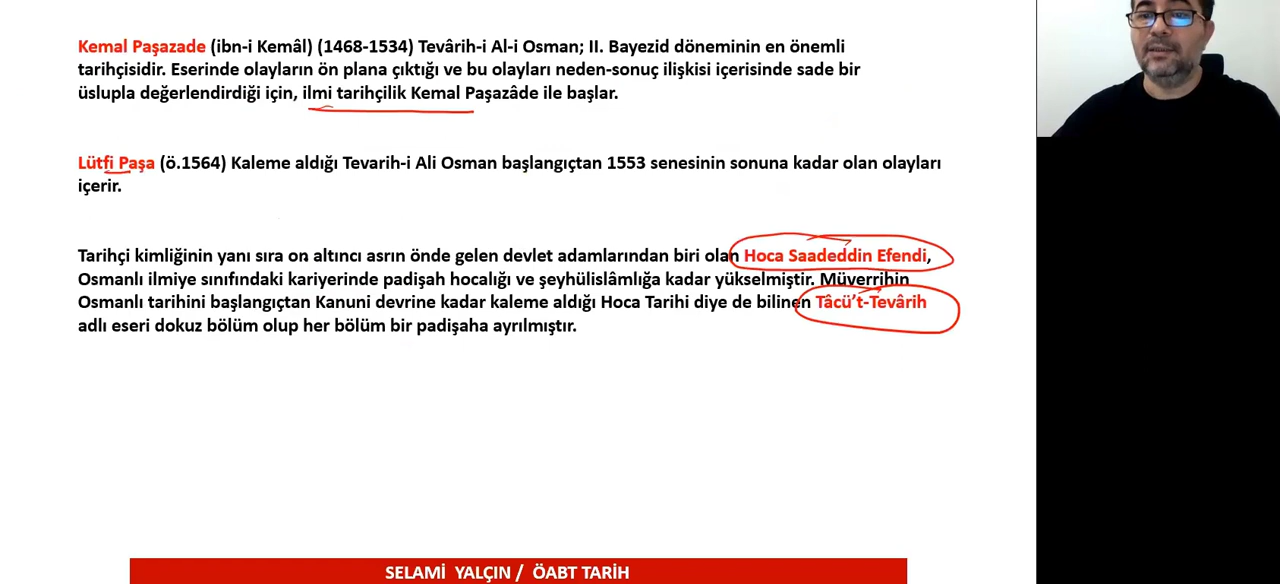 Kemal Paşazade (ibn-i Kemâl) (1468-1534) Tevârih-i Al-i Osman; II. Bayezid döneminin en önemli
tarihçisidir. Eserinde olayların ön plana çıktığı ve bu olayları neden-sonuç ilişkisi içerisinde sade bir
üslupla değerlendirdiği için, ilmi tarihçilik Kemal Paşazâde ile başlar.
Lütfi Paşa (ö.1564) Kaleme aldığı Tevarih-i Ali Osman başlangıçtan 1553 senesinin sonuna kadar olan olayları
içerir.
Tarihçi kimliğinin yanı sıra on altıncı asrın önde gelen devlet adamlarından biri olan Hoca Saadeddin Efendi,
Osmanlı ilmiye sınıfındaki kariyerinde padişah hocalığı ve şeyhülislâmlığa kadar yükselmiştir. Müverrihin
Osmanlı tarihini başlangıçtan Kanuni devrine kadar kaleme aldığı Hoca Tarihi diye de bilinen Tâcü't-Tevârih
adlı eseri dokuz bölüm olup her bölüm bir padişaha ayrılmıştır.
SELAMİ YALÇIN / ÖABT TARİH